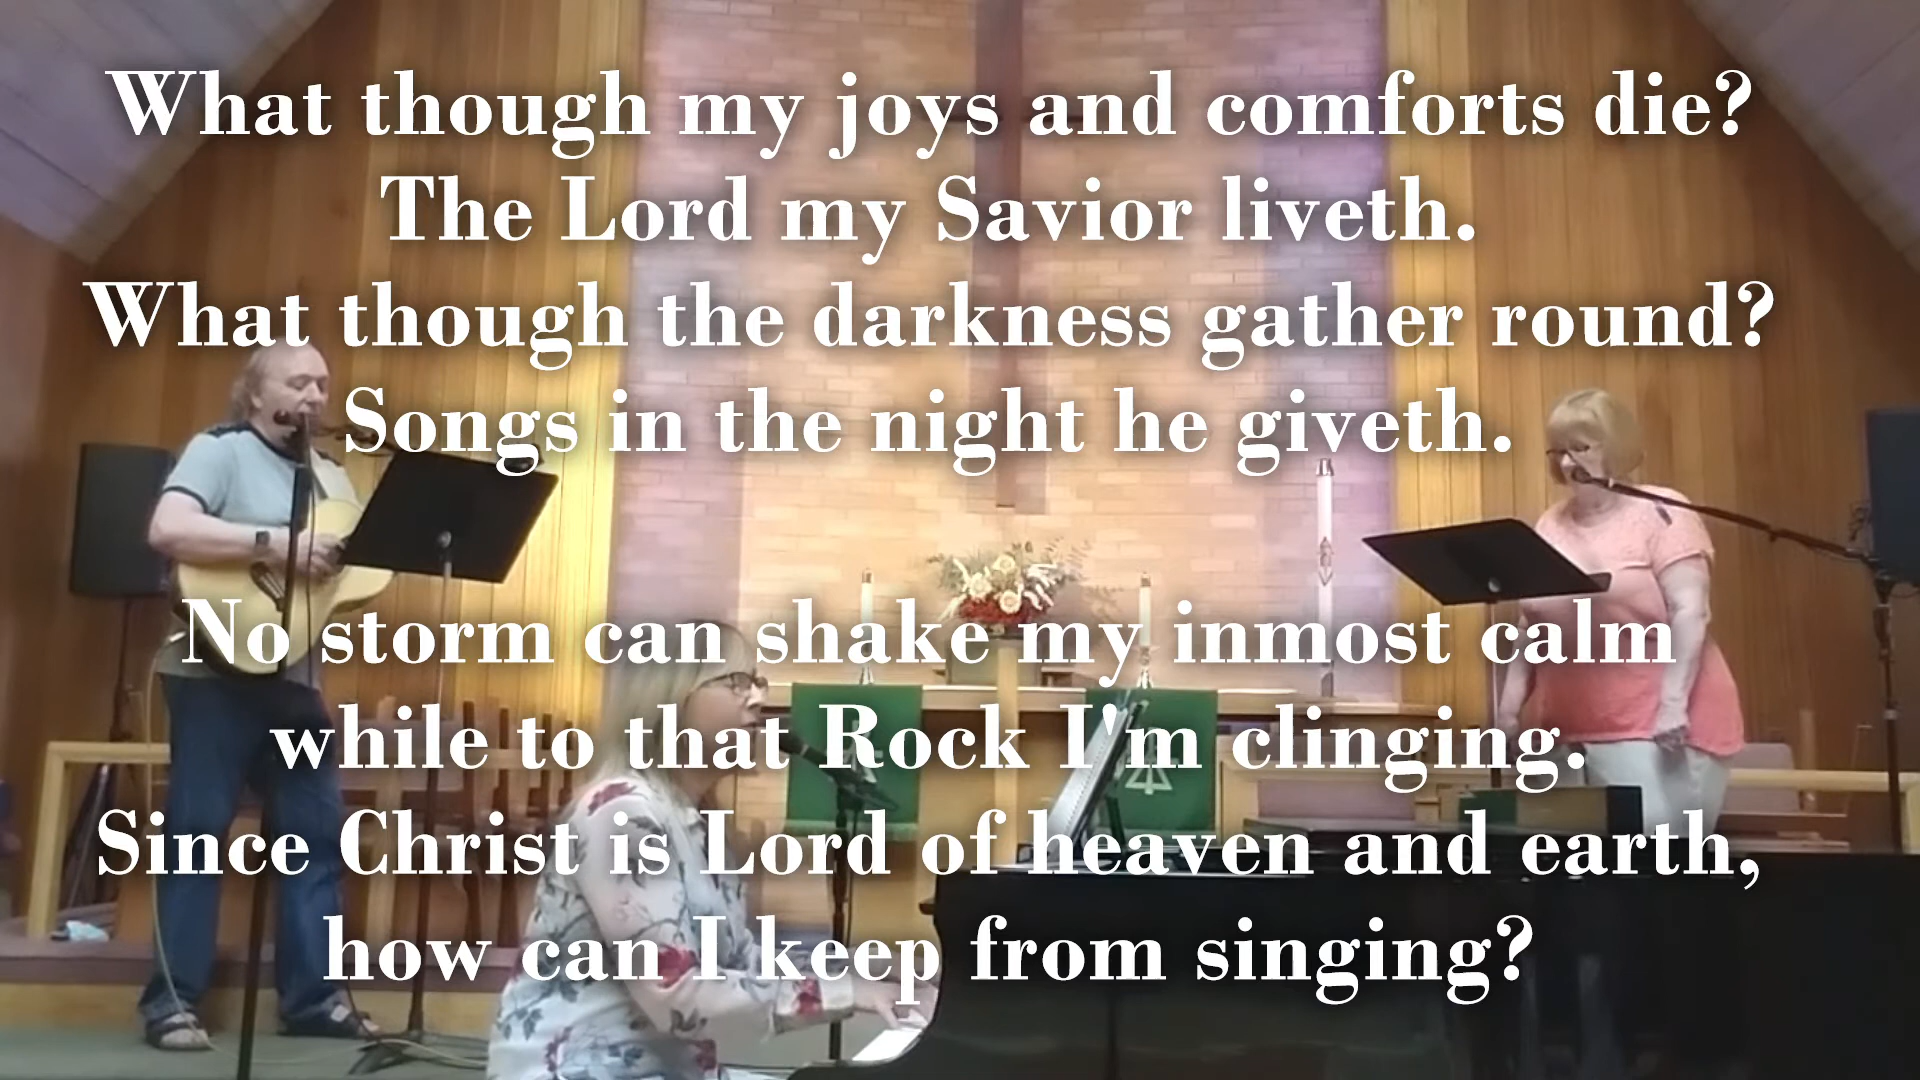 What though my joys and comforts die?
The Lord my Savior liveth.
What though the darkness gather round?
Songs in the night he giveth.
No storm can shake my inmost calm
while to that Rock I'm clinging.
Since Christ is Lord of heaven and earth,
how can I keep from singing?